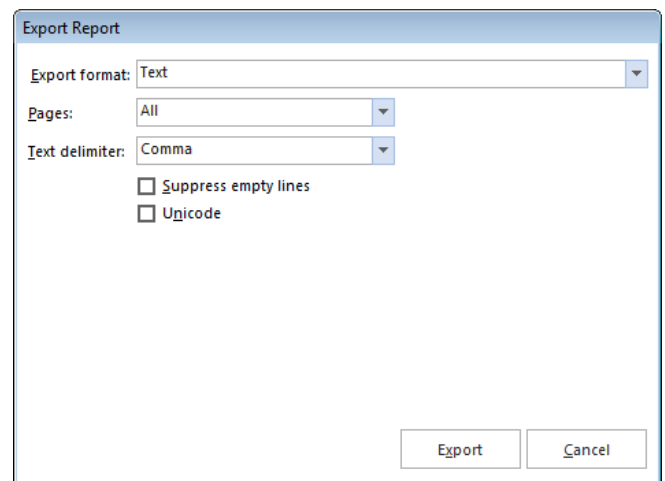 Export Report
Export format: Text
Pages: All
Text delimiter: Comma
Suppress empty lines
Unicode
Export Cancel